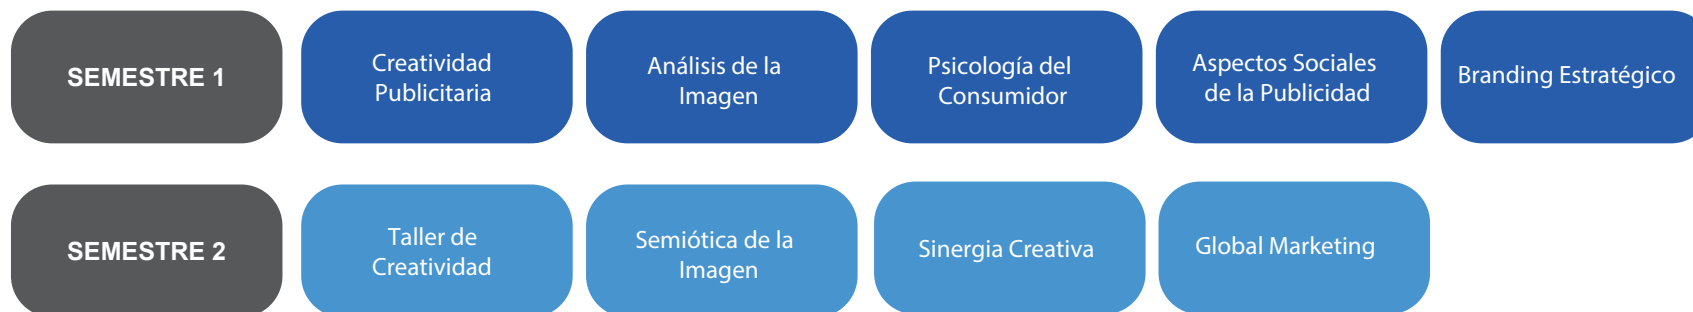 SEMESTRE 1
Creatividad
Publicitaria
Análisis de la
Imagen
Psicología del
Consumidor
Aspectos Sociales
de la Publicidad
Branding Estratégico
SEMESTRE 2
Taller de
Creatividad
Semiótica de la
Imagen
Sinergia Creativa
Global Marketing